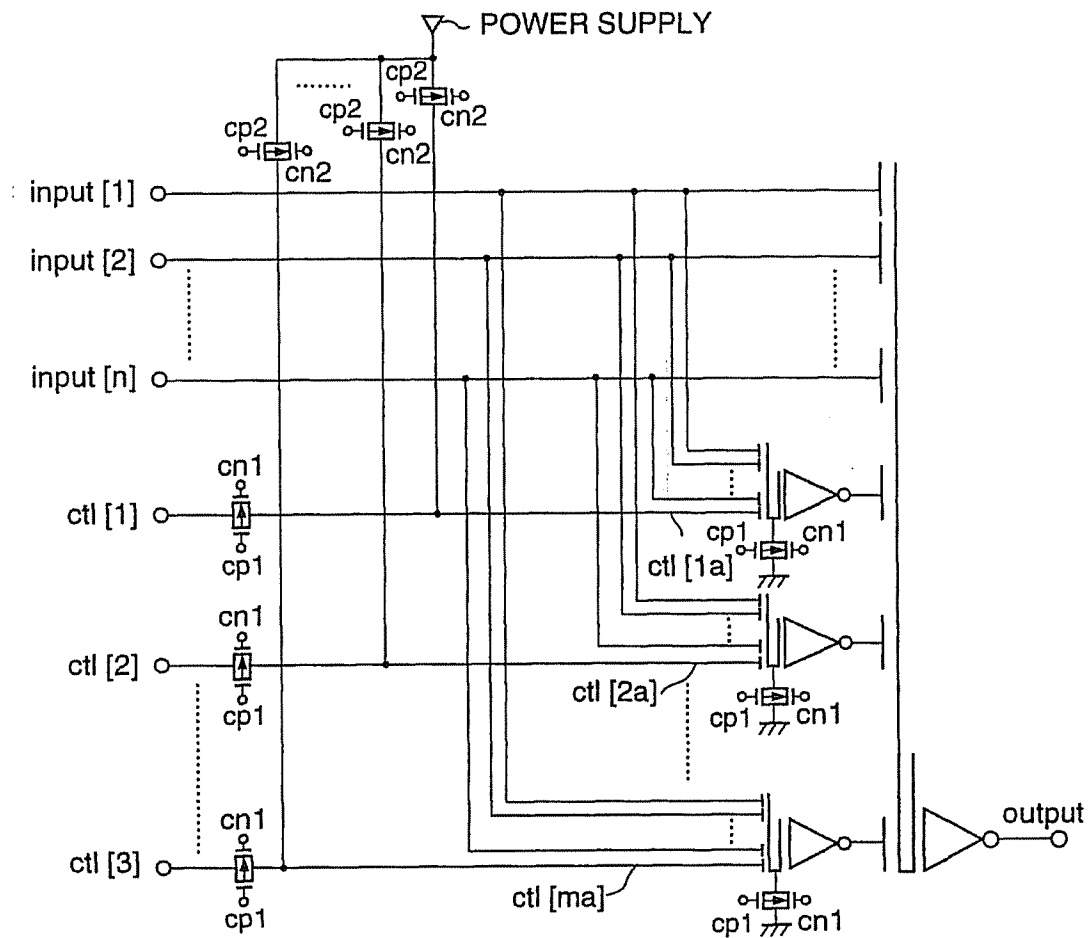 POWER SUPPLY
cp2
cn2
cp2
cn2
cp2
cn2
input [1]
input [2]
input [n]
cn1
ctl [1]
cp1
cp1
cn1
ctl [1a]
cn1
ctl [2]
cp1
ctl [2a]
cp1
cn1
cn1
ctl [3]
cp1
ctl [ma]
cp1
cn1
output